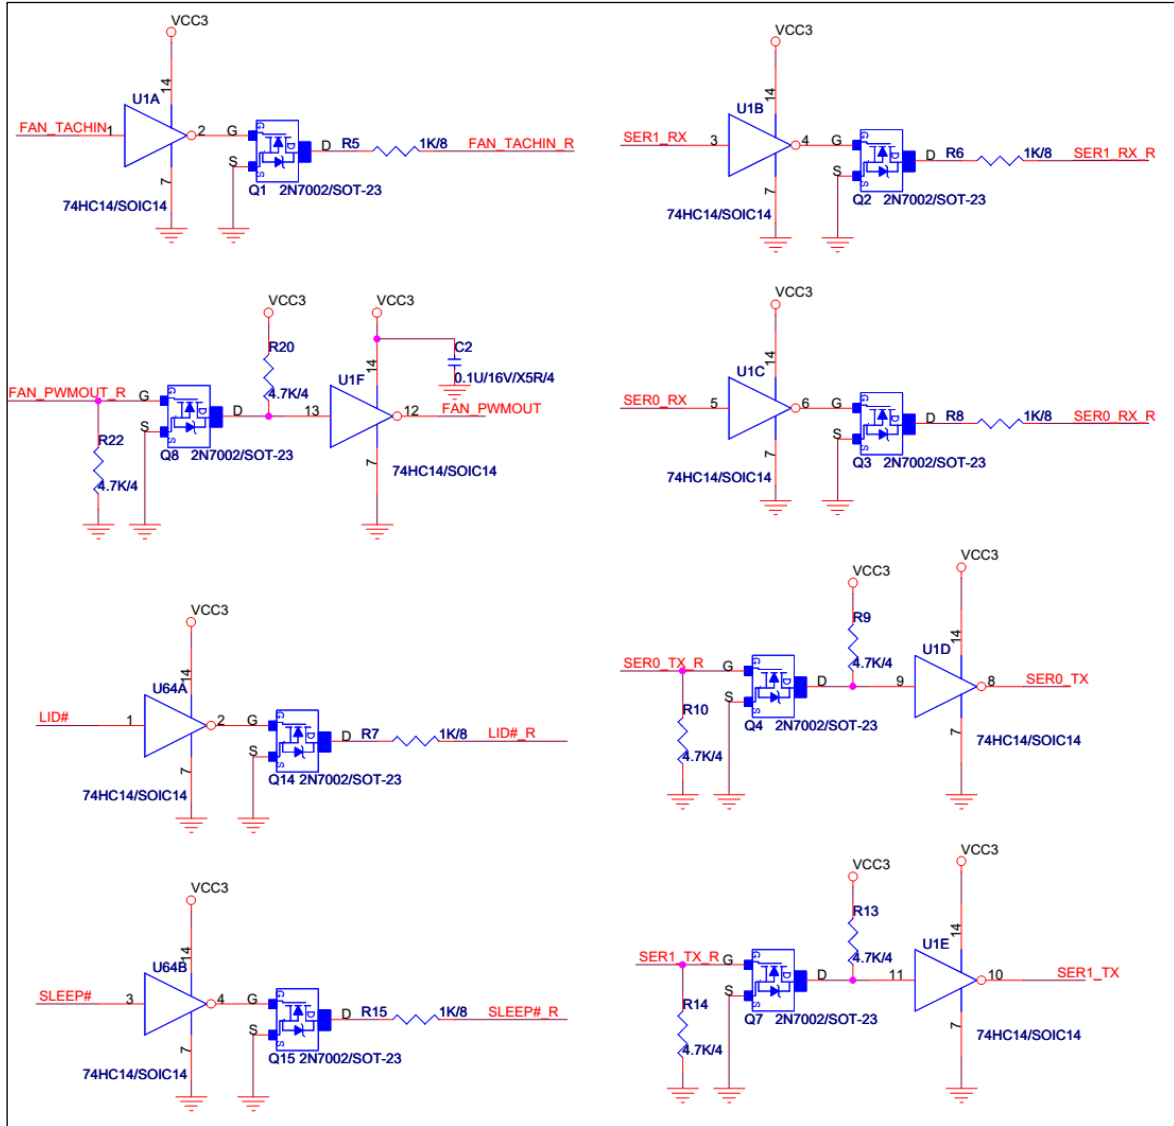 VCC3
14
U1A
FAN_TACHIN
1
2
G
S
G
D
S
D
R5
1K/8
FAN_TACHIN_R
Q1
2N7002/SOT-23
7
74HC14/SOIC14
VCC3
14
U1B
SER1_RX
3
4
G
S
G
D
S
D
R6
1K/8
SER1_RX_R
Q2
2N7002/SOT-23
7
74HC14/SOIC14
VCC3
VCC3
R20
C2
14
0.1U/16V/X5R/4
U1F
4.7K/4
FAN_PWMOUT_R
G
S
G
D
S
D
13
12
FAN_PWMOUT
R22
Q8
2N7002/SOT-23
4.7K/4
7
74HC14/SOIC14
VCC3
14
U1C
SER0_RX
5
6
G
S
G
D
S
D
R8
1K/8
SER0_RX_R
Q3
2N7002/SOT-23
7
74HC14/SOIC14
VCC3
14
U64A
LID#
1
2
G
S
G
D
S
D
R7
1K/8
LID#_R
Q14 2N7002/SOT-23
7
74HC14/SOIC14
VCC3
VCC3
R9
14
U1D
4.7K/4
SER0_TX_R
G
S
G
D
S
D
9
8
SER0_TX
R10
Q4
2N7002/SOT-23
4.7K/4
7
74HC14/SOIC14
VCC3
14
U64B
SLEEP#
3
4
G
S
G
D
S
D
R15
1K/8
SLEEP#_R
Q15 2N7002/SOT-23
7
74HC14/SOIC14
VCC3
VCC3
R13
14
U1E
4.7K/4
SER1_TX_R
G
S
G
D
S
D
11
10
SER1_TX
R14
Q7
2N7002/SOT-23
4.7K/4
7
74HC14/SOIC14